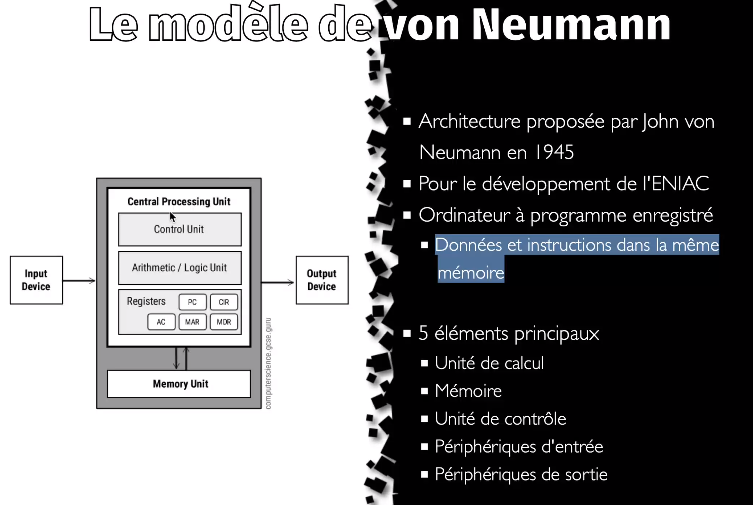 Le modèle de von Neumann
Central Processing Unit
Control Unit
Arithmetic / Logic Unit
Registers
PC
CIR
AC
MAR
MDR
Memory Unit
Input
Device
Output
Device
computerscience.gcse.guru
Architecture proposée par John von
Neumann en 1945
Pour le développement de l'ENIAC
Ordinateur à programme enregistré
Données et instructions dans la même
mémoire
5 éléments principaux
Unité de calcul
Mémoire
Unité de contrôle
Périphériques d'entrée
Périphériques de sortie